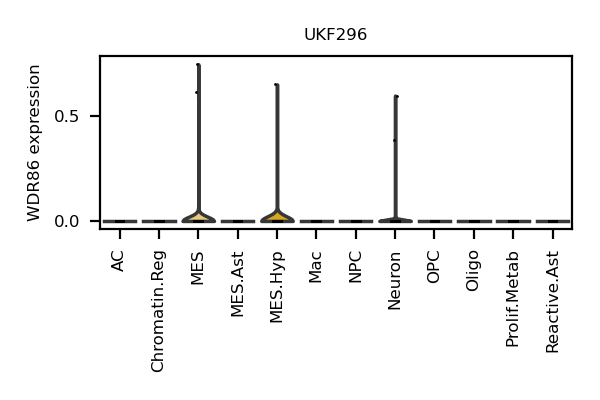 UKF296
WDR86 expression
0.5
0.0
AC
Chromatin.Reg
MES
MES.Ast
MES.Hyp
Mac
NPC
Neuron
OPC
Oligo
Prolif.Metab
Reactive.Ast